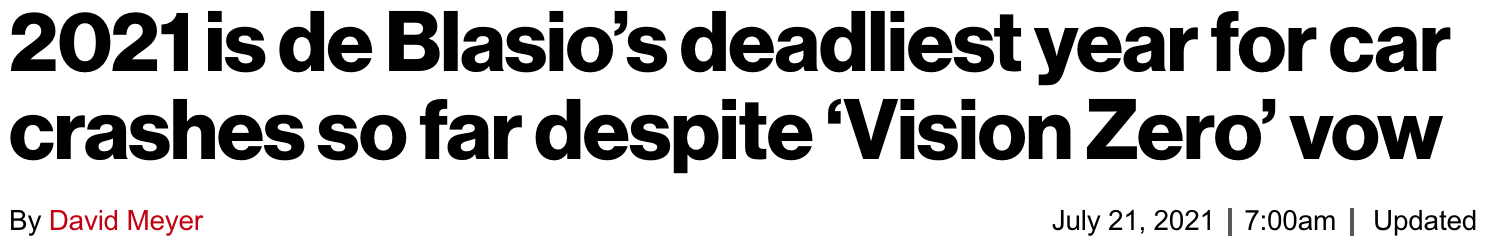 2021 is de Blasio’s deadliest year for car
crashes so far despite ‘Vision Zero’ vow
By David Meyer July 21, 2021 | 7:00am | Updated